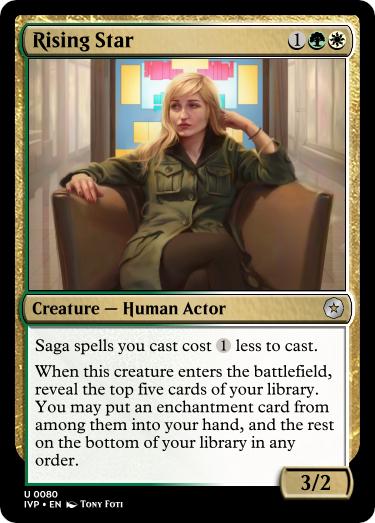 Rising Star 1
Creature — Human Actor
Saga spells you cast cost 1 less to cast.
When this creature enters the battlefield,
reveal the top five cards of your library.
You may put an enchantment card from
among them into your hand, and the rest
on the bottom of your library in any
order.
3/2
U 0080
IVP • EN Tony Foti